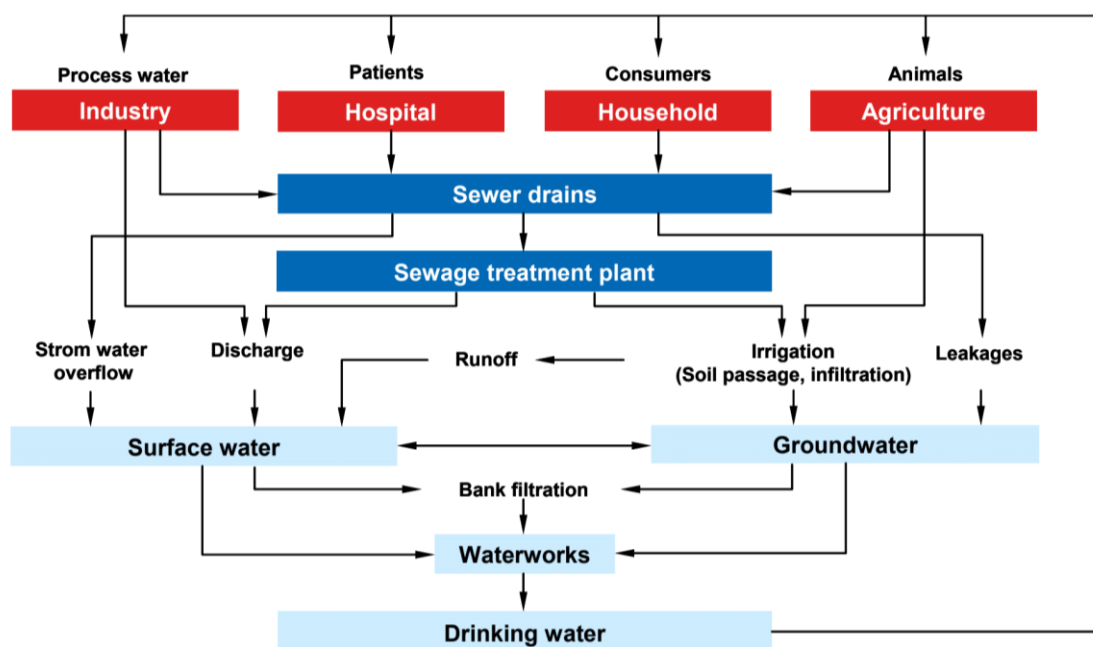 Process water
Patients
Consumers
Animals
Industry
Hospital
Household
Agriculture
Sewer drains
Sewage treatment plant
Strom water
overflow
Discharge
Runoff
Irrigation
(Soil passage, infiltration)
Leakages
Surface water
Groundwater
Bank filtration
Waterworks
Drinking water